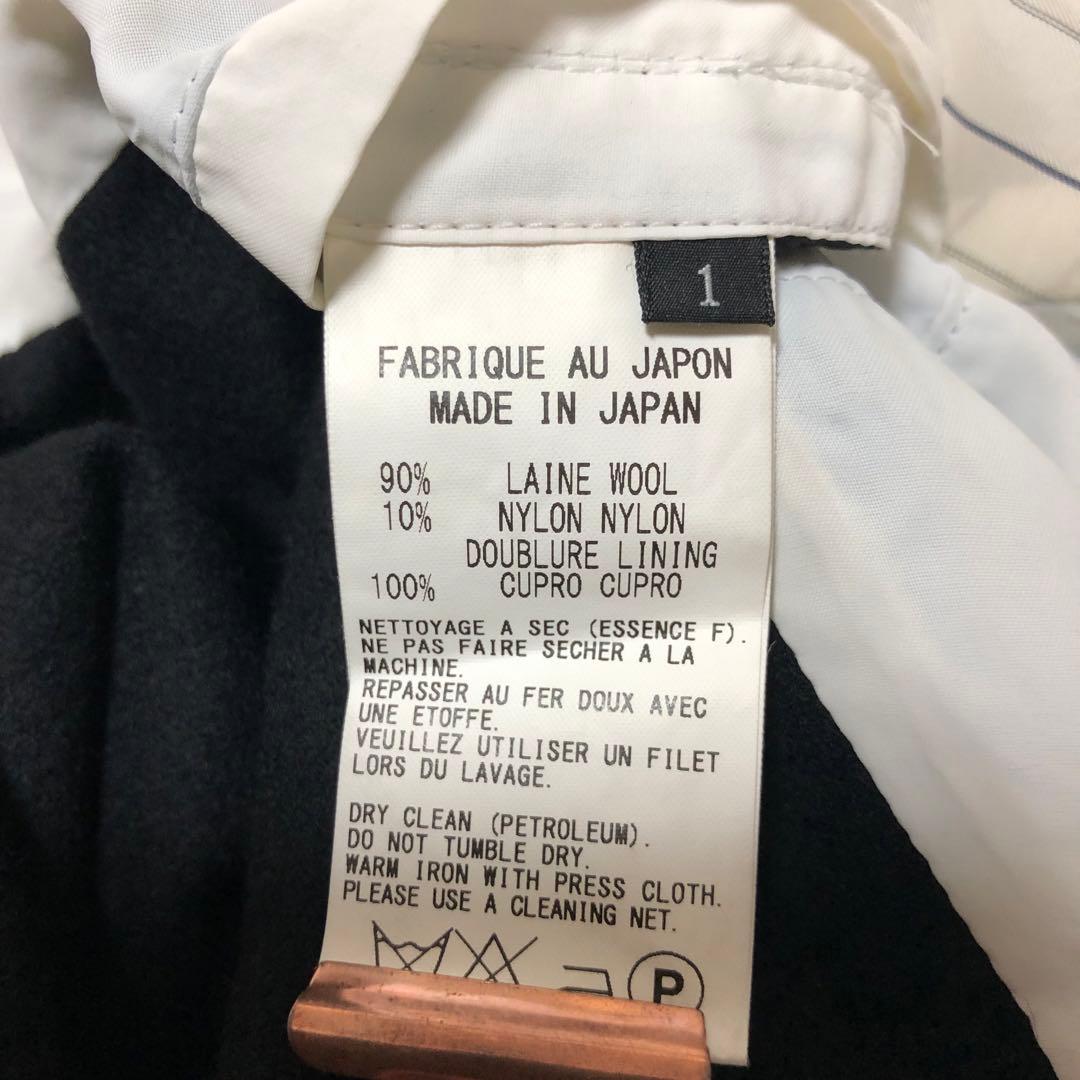 1
FABRIQUE AU JAPON
MADE IN JAPAN
90% LAINE WOOL
10% NYLON NYLON
DOUBLURE LINING
100% CUPRO CUPRO
NETTOYAGE A SEC (ESSENCE F).
NE PAS FAIRE SECHER A LA
MACHINE.
REPASSER AU FER DOUX AVEC
UNE ETOFFE.
VEUILLEZ UTILISER UN FILET
LORS DU LAVAGE.
DRY CLEAN (PETROLEUM).
DO NOT TUMBLE DRY.
WARM IRON WITH PRESS CLOTH.
PLEASE USE A CLEANING NET.
P